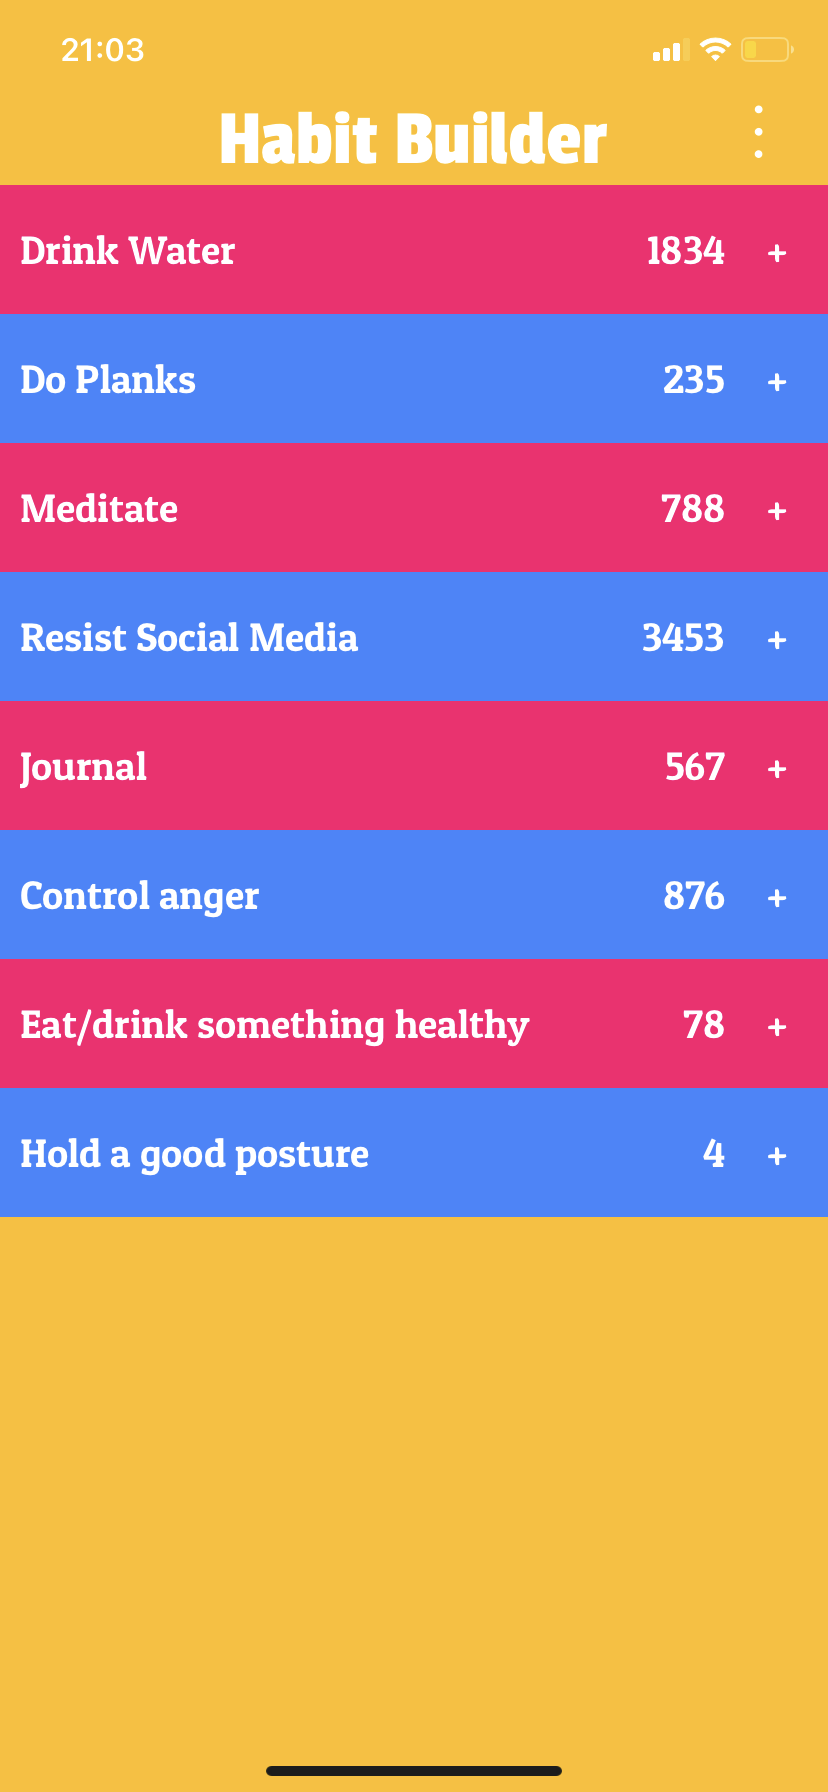 21:03
Habit Builder
Drink Water 1834 +
Do Planks 235 +
Meditate 788 +
Resist Social Media 3453 +
Journal 567 +
Control anger 876 +
Eat/drink something healthy 78 +
Hold a good posture 4 +